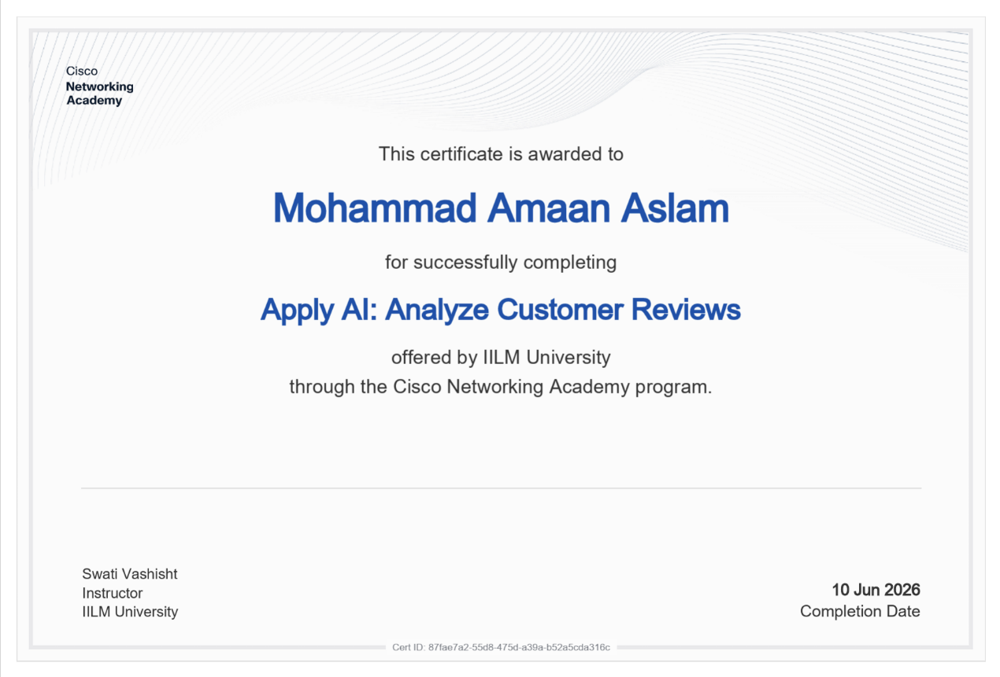 Cisco
Networking
Academy
This certificate is awarded to
Mohammad Amaan Aslam
for successfully completing
Apply AI: Analyze Customer Reviews
offered by IILM University
through the Cisco Networking Academy program.
Swati Vashisht
Instructor
IILM University
10 Jun 2026
Completion Date
Cert ID: 87fae7a2-55d8-475d-a39a-b52a5cda316c